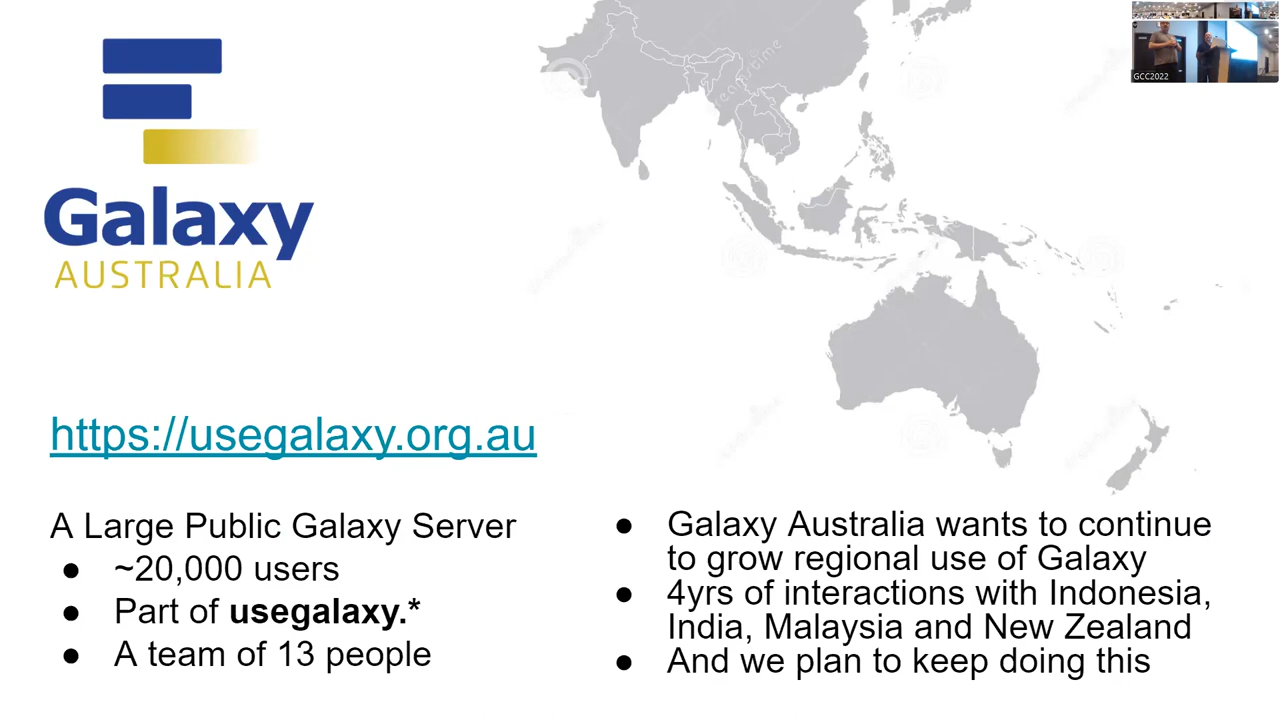 GCC2022
Galaxy
AUSTRALIA
https://usegalaxy.org.au
A Large Public Galaxy Server
● ~20,000 users
● Part of usegalaxy.*
● A team of 13 people
● Galaxy Australia wants to continue
to grow regional use of Galaxy
● 4yrs of interactions with Indonesia,
India, Malaysia and New Zealand
● And we plan to keep doing this